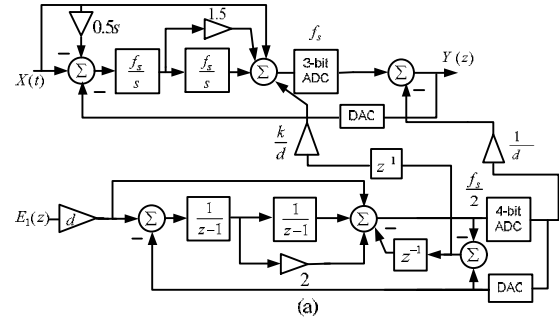 0.5s
1.5
f_s
X(t)
−
−
Σ
f_s/s
f_s/s
Σ
3-bit
ADC
Σ
−
Y(z)
DAC
k/d
1/d
z⁻¹
f_s/2
E₁(z)
d
−
Σ
1/(z−1)
1/(z−1)
Σ
−
2
z⁻¹
−
Σ
4-bit
ADC
DAC
(a)